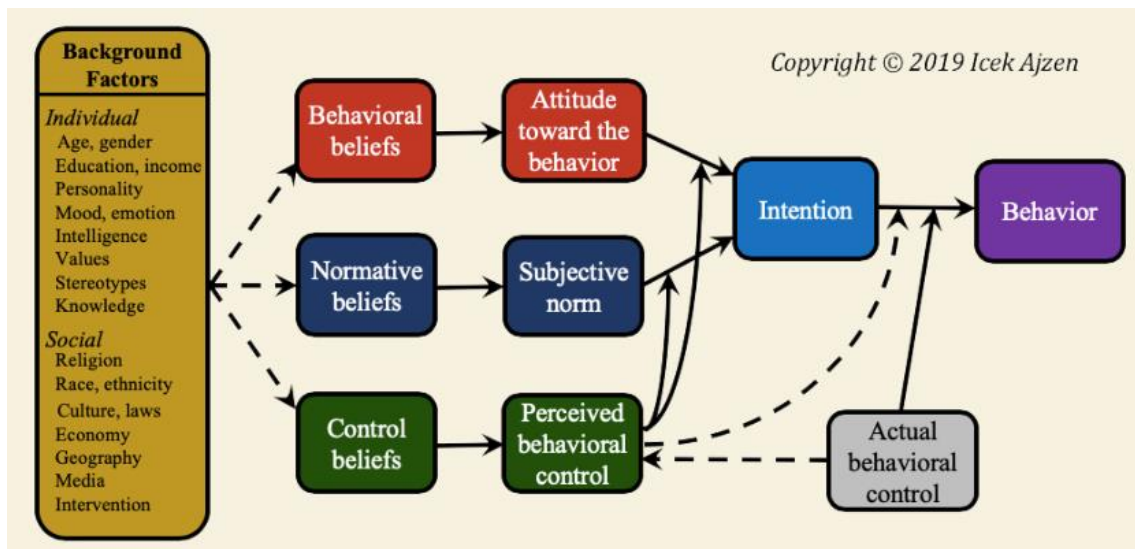 Background
Factors
Individual
Age, gender
Education, income
Personality
Mood, emotion
Intelligence
Values
Stereotypes
Knowledge
Social
Religion
Race, ethnicity
Culture, laws
Economy
Geography
Media
Intervention
Copyright © 2019 Icek Ajzen
Behavioral
beliefs
Attitude
toward the
behavior
Normative
beliefs
Subjective
norm
Control
beliefs
Perceived
behavioral
control
Intention
Behavior
Actual
behavioral
control